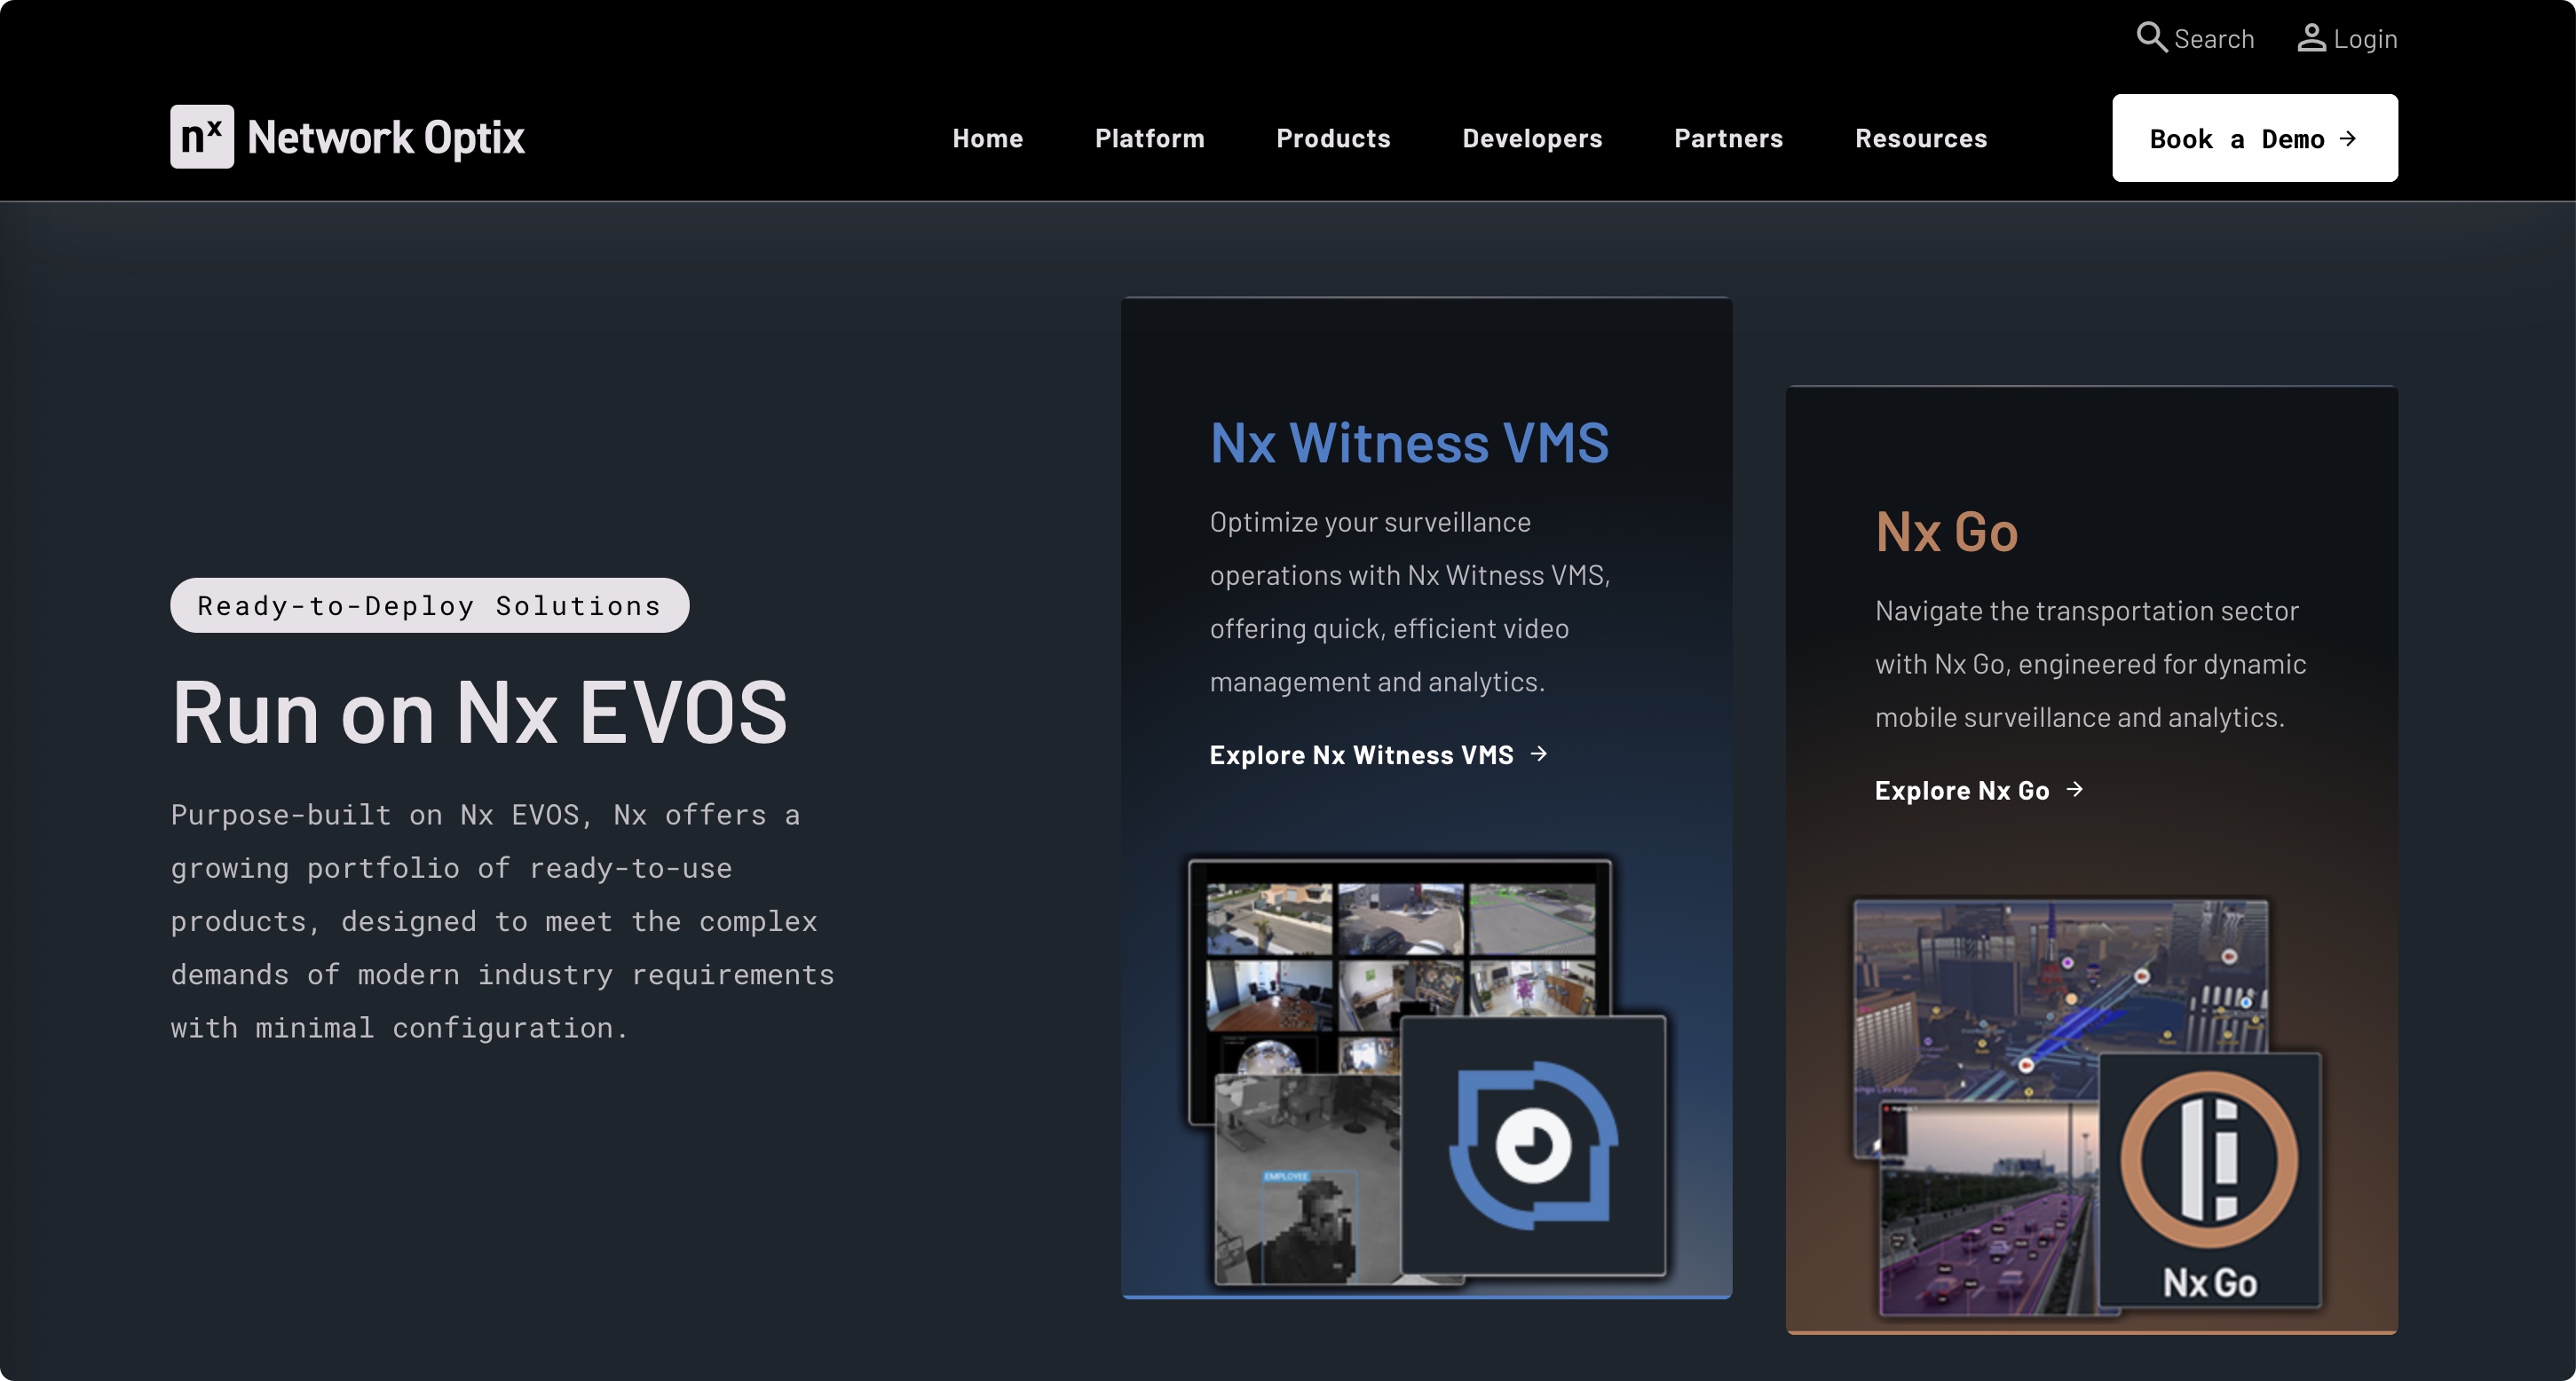 Search
Login
nx Network Optix
Home
Platform
Products
Developers
Partners
Resources
Book a Demo →
Ready-to-Deploy Solutions
Run on Nx EVOS
Purpose-built on Nx EVOS, Nx offers a
growing portfolio of ready-to-use
products, designed to meet the complex
demands of modern industry requirements
with minimal configuration.
Nx Witness VMS
Optimize your surveillance
operations with Nx Witness VMS,
offering quick, efficient video
management and analytics.
Explore Nx Witness VMS →
EMPLOYEE
Nx Go
Navigate the transportation sector
with Nx Go, engineered for dynamic
mobile surveillance and analytics.
Explore Nx Go →
Nx Go